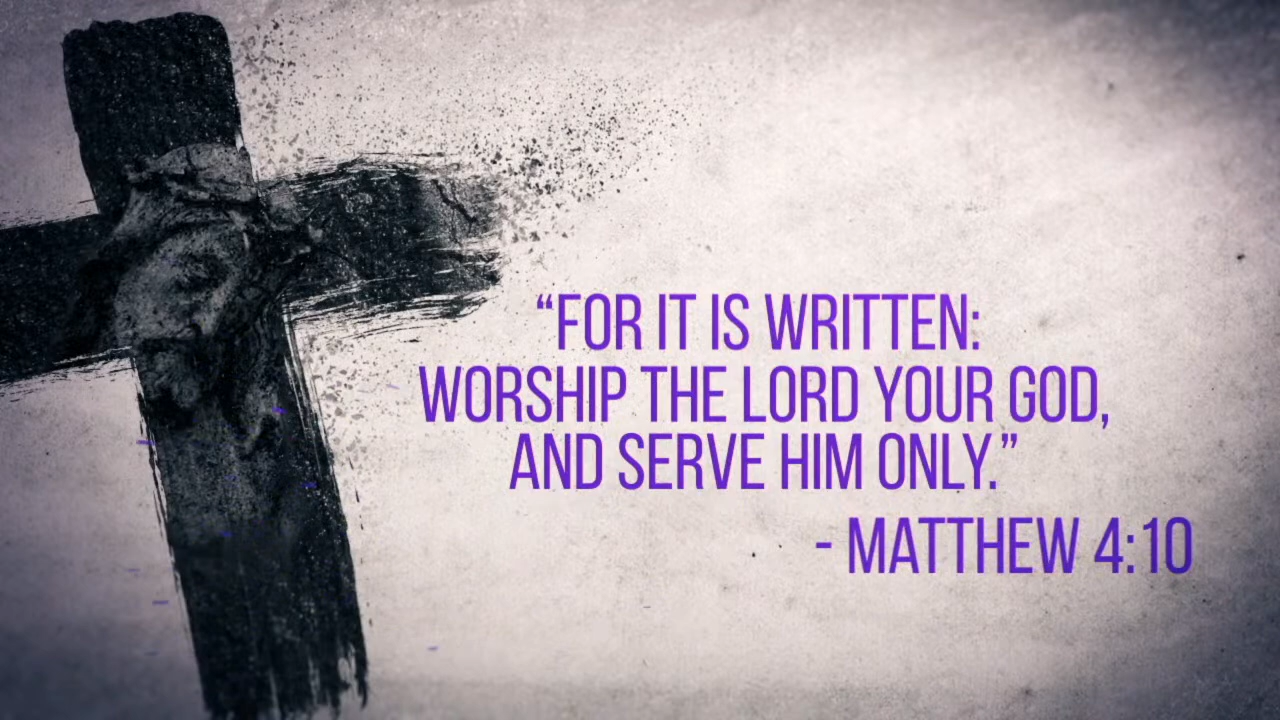 “FOR IT IS WRITTEN:
WORSHIP THE LORD YOUR GOD,
AND SERVE HIM ONLY.”
- MATTHEW 4:10